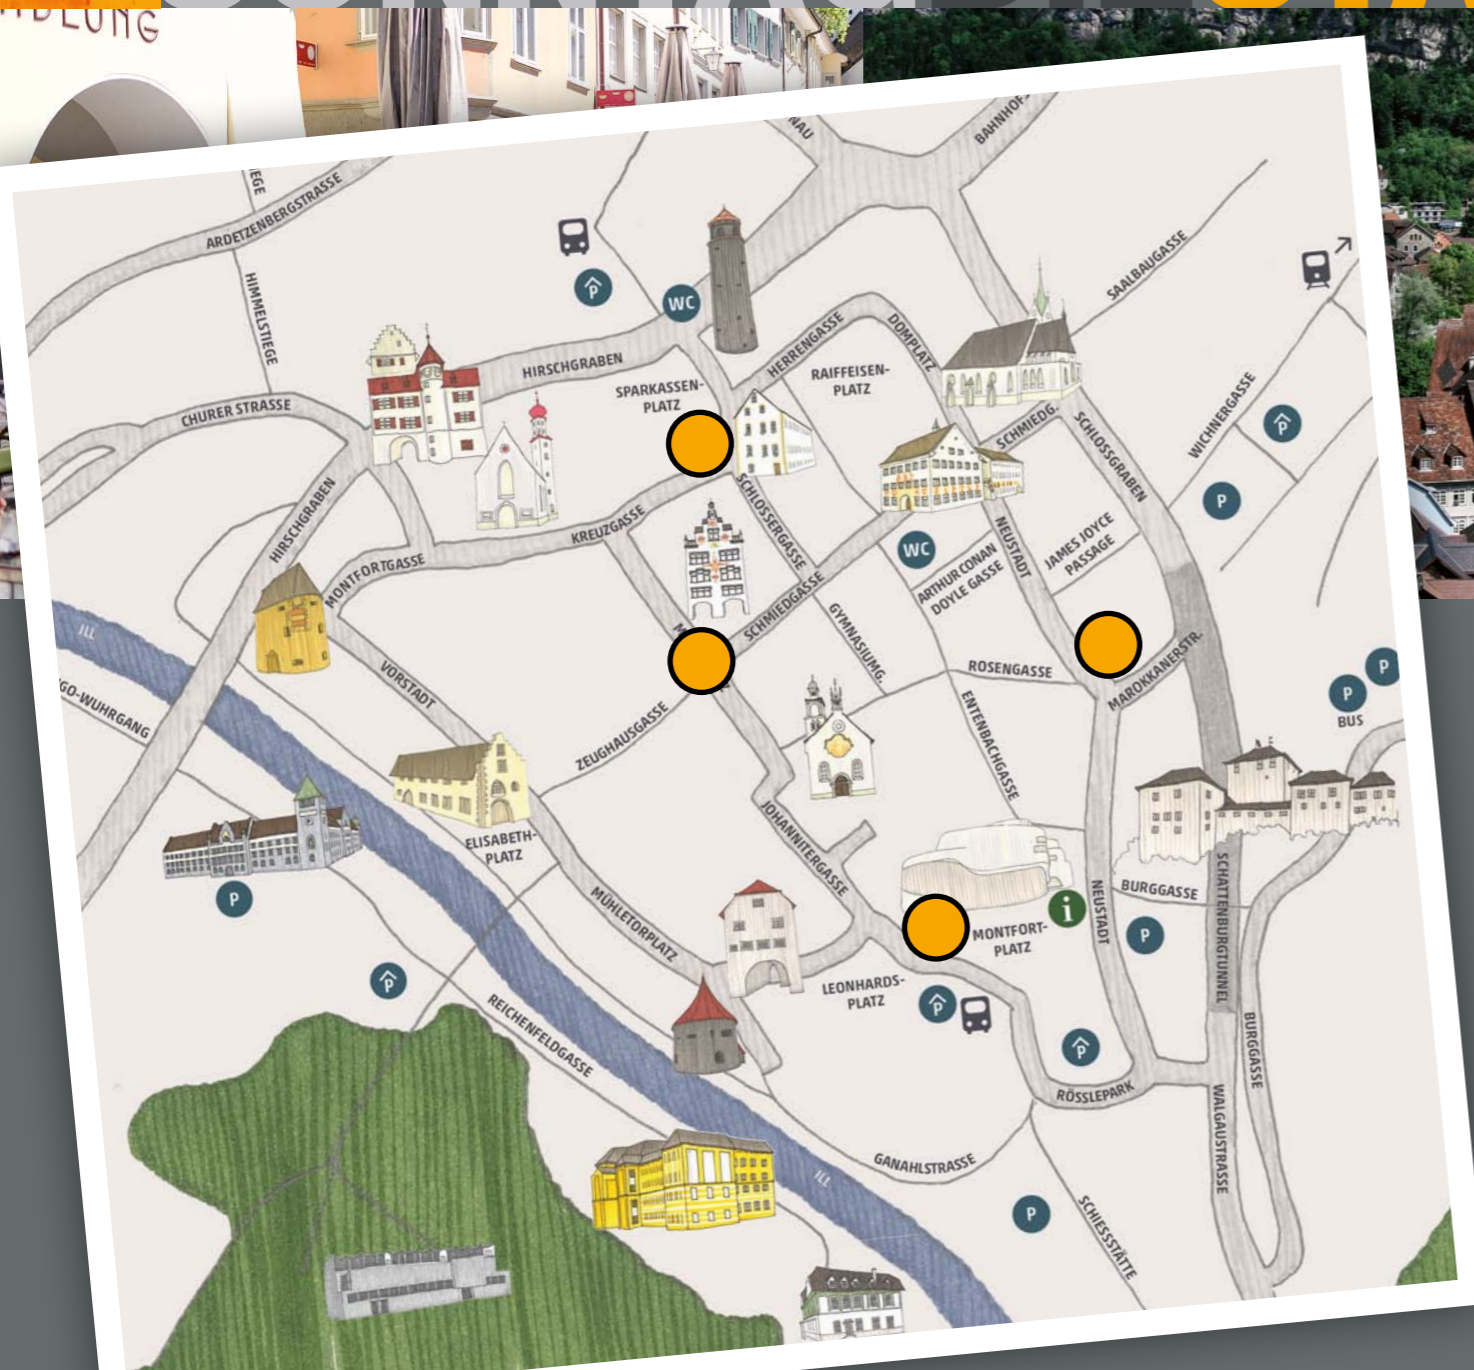 BAHNHOF
ARDETZENBERGSTRASSE
HIMMELSTIEGE
SAALBAUGASSE
WC
HIRSCHGRABEN
HERRENGASSE
DOMPLATZ
RAIFFEISEN-
PLATZ
SPARKASSEN-
PLATZ
CHURER STRASSE
WICHNERGASSE
P
SCHMIEDG.
SCHLOSSGRABEN
P
P
HIRSCHGRABEN
MONTFORTGASSE
KREUZGASSE
SCHLOSSERGASSE
SCHMIEDGASSE
WC
NEUSTADT
JAMES JOYCE
PASSAGE
ARTHUR CONAN
DOYLE GASSE
GYMNASIUMG.
ILL
ROSENGASSE
MAROKKANERSTR.
GO-WUHRGANG
VORSTADT
ZEUGHAUSGASSE
ENTENBACHGASSE
P
P
BUS
ELISABETH-
PLATZ
JOHANNITERGASSE
P
MÜHLETORPLATZ
NEUSTADT
BURGGASSE
SCHATTENBURGTUNNEL
i
MONTFORT-
PLATZ
P
LEONHARDS-
PLATZ
P
P
REICHENFELDGASSE
P
BURGGASSE
RÖSSLEPARK
WALGAUSTRASSE
GANAHLSTRASSE
ILL
P
SCHIESSSTÄTTE